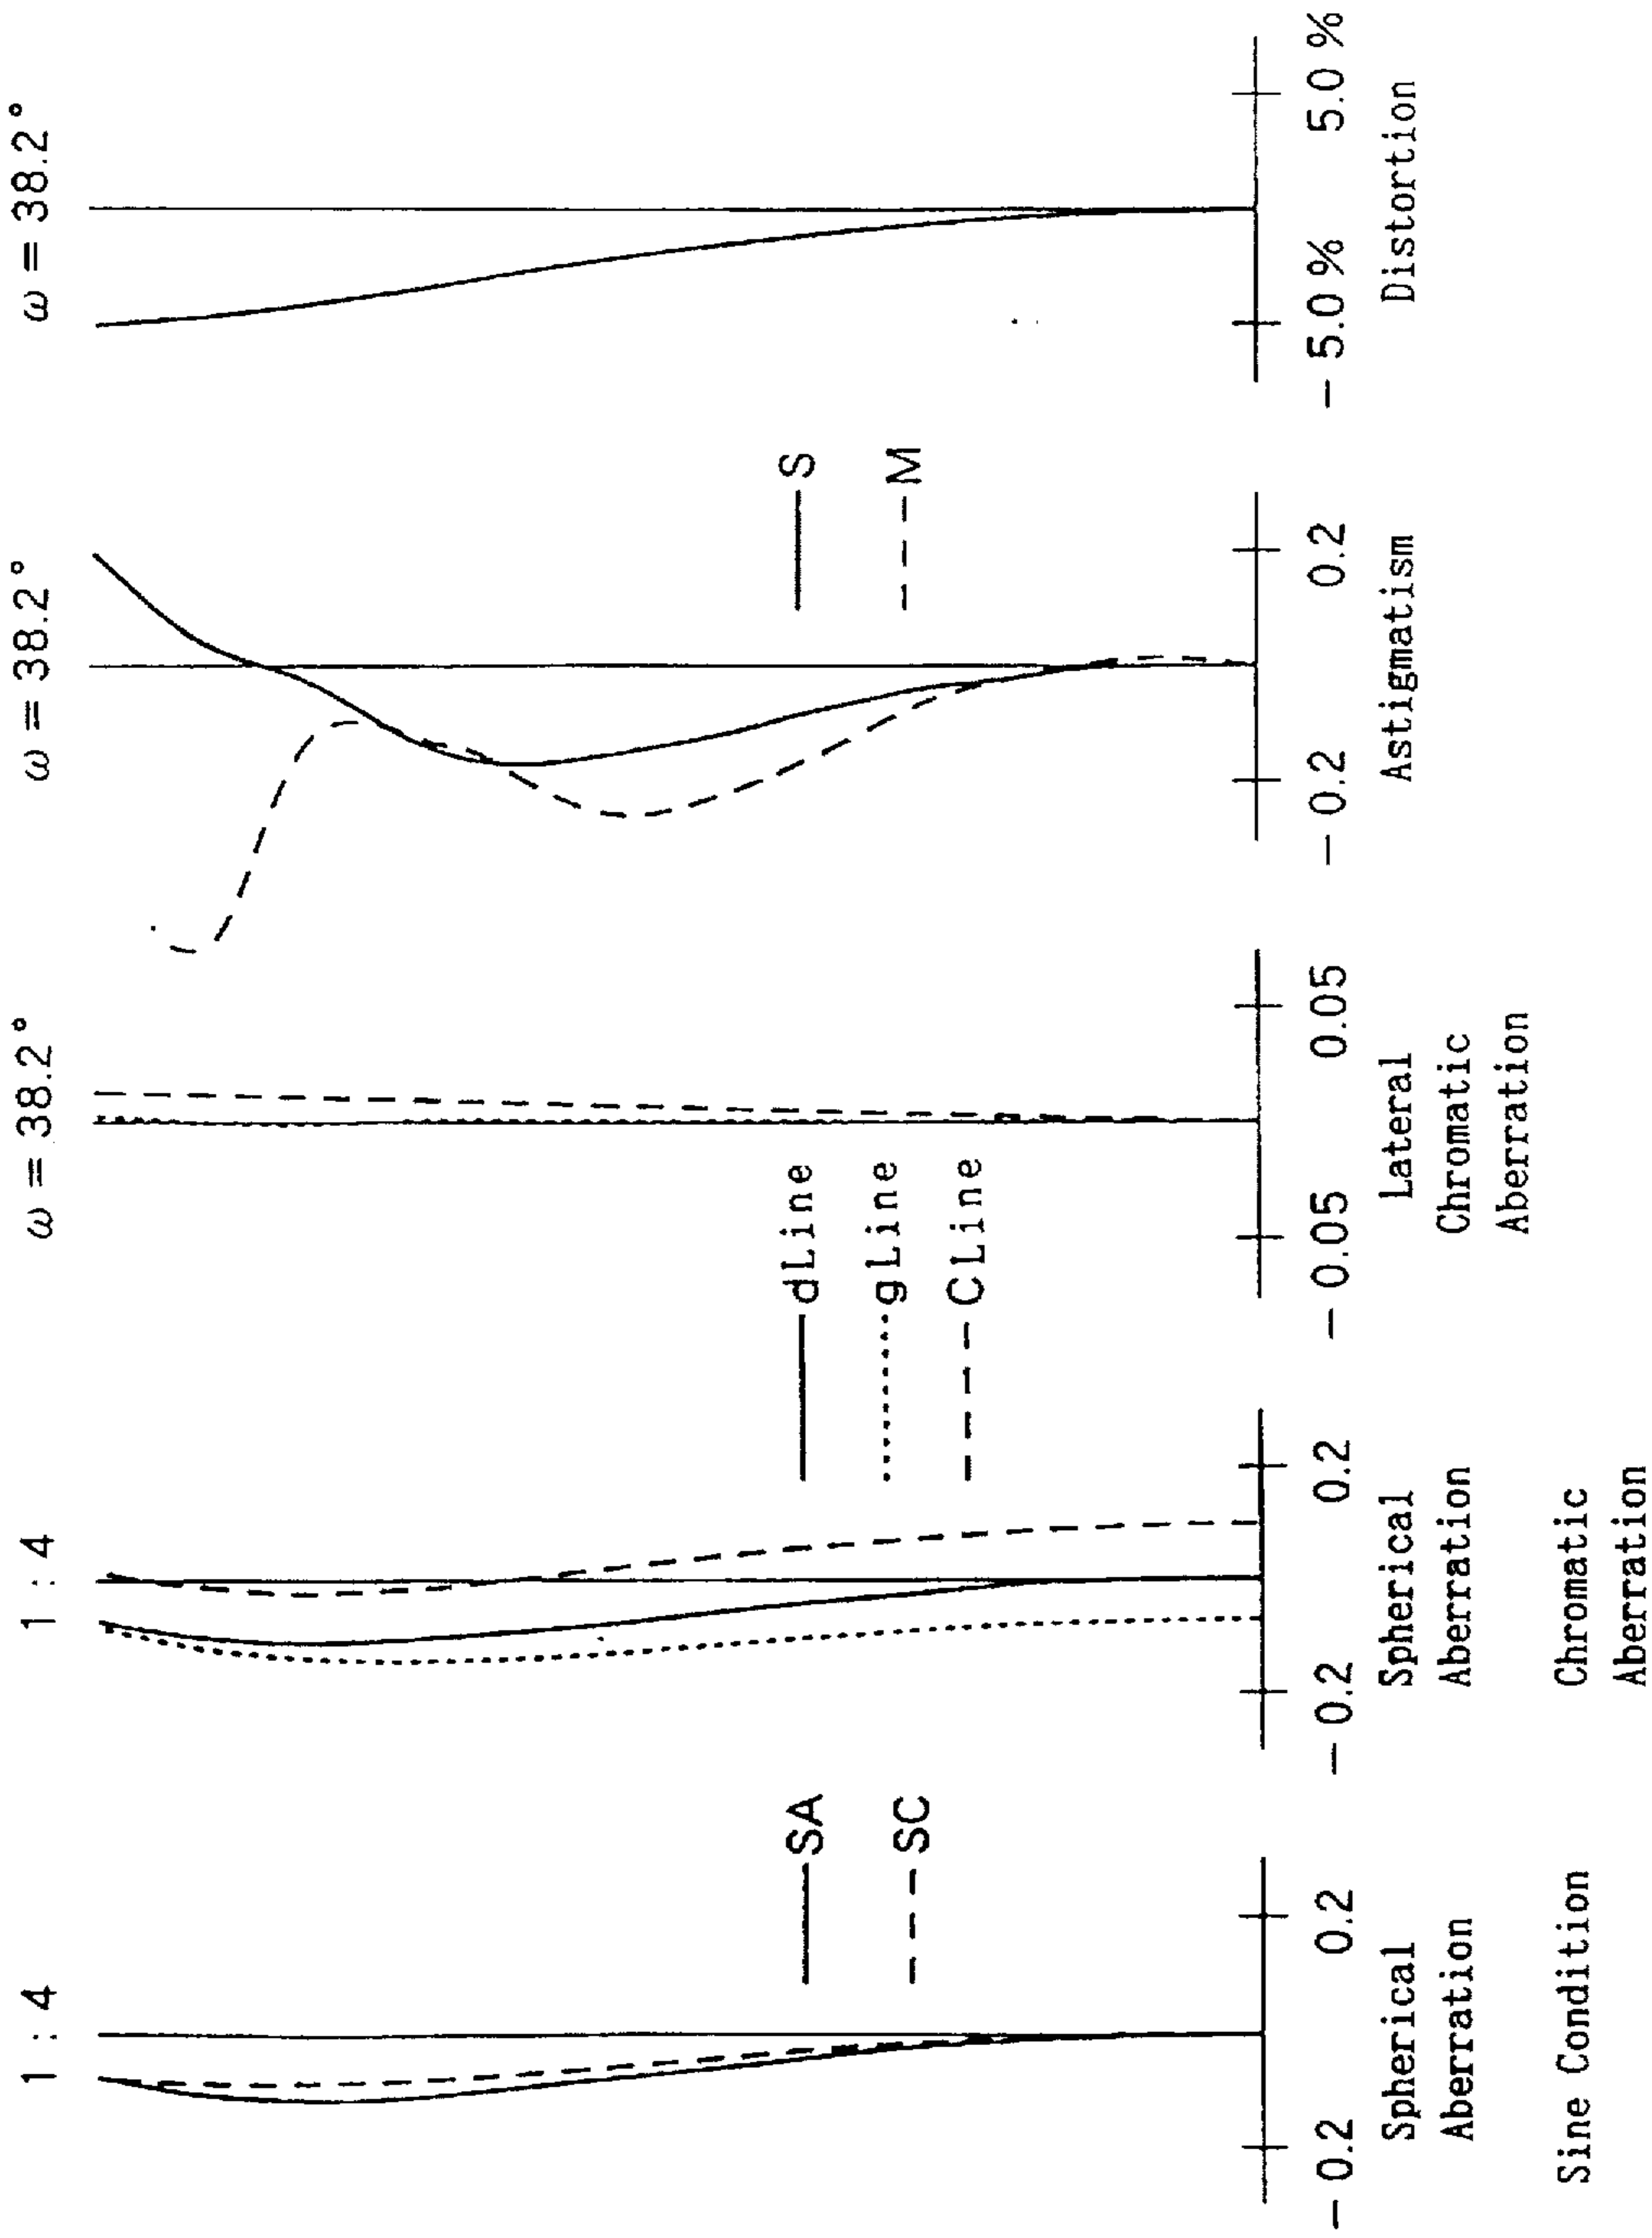 1 : 4
SA
SC
-0.2
0.2
Spherical
Aberration
Sine Condition
1 : 4
dLine
gLine
CLine
-0.2
0.2
Spherical
Aberration
Chromatic
Aberration
ω = 38.2°
-0.05
0.05
Lateral
Chromatic
Aberration
ω = 38.2°
S
M
-0.2
0.2
Astigmatism
ω = 38.2°
-5.0 %
5.0 %
Distortion